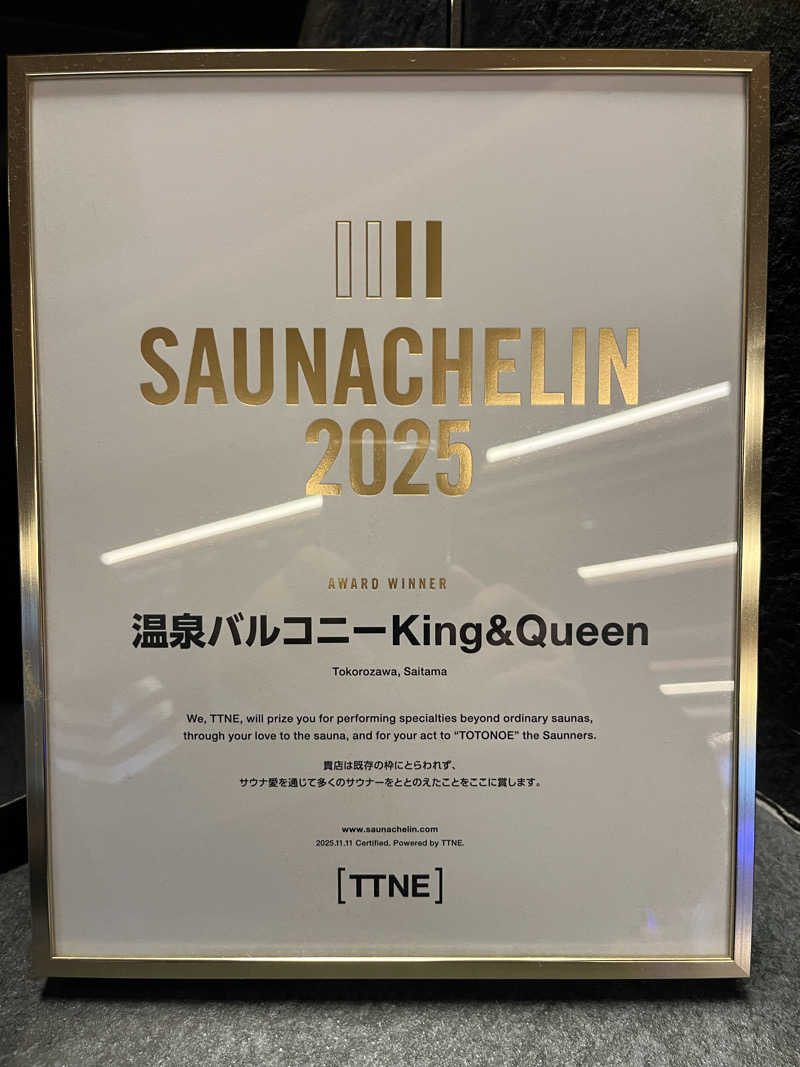 SAUNACHELIN
2025
AWARD WINNER
温泉バルコニーKing&Queen
Tokorozawa, Saitama
We, TTNE, will prize you for performing specialties beyond ordinary saunas,
through your love to the sauna, and for your act to “TOTONOE” the Saunners.
貴店は既存の枠にとらわれず、
サウナ愛を通じて多くのサウナーをととのえたことをここに賞します。
www.saunachelin.com
2025.11.11 Certified. Powered by TTNE.
[TTNE]